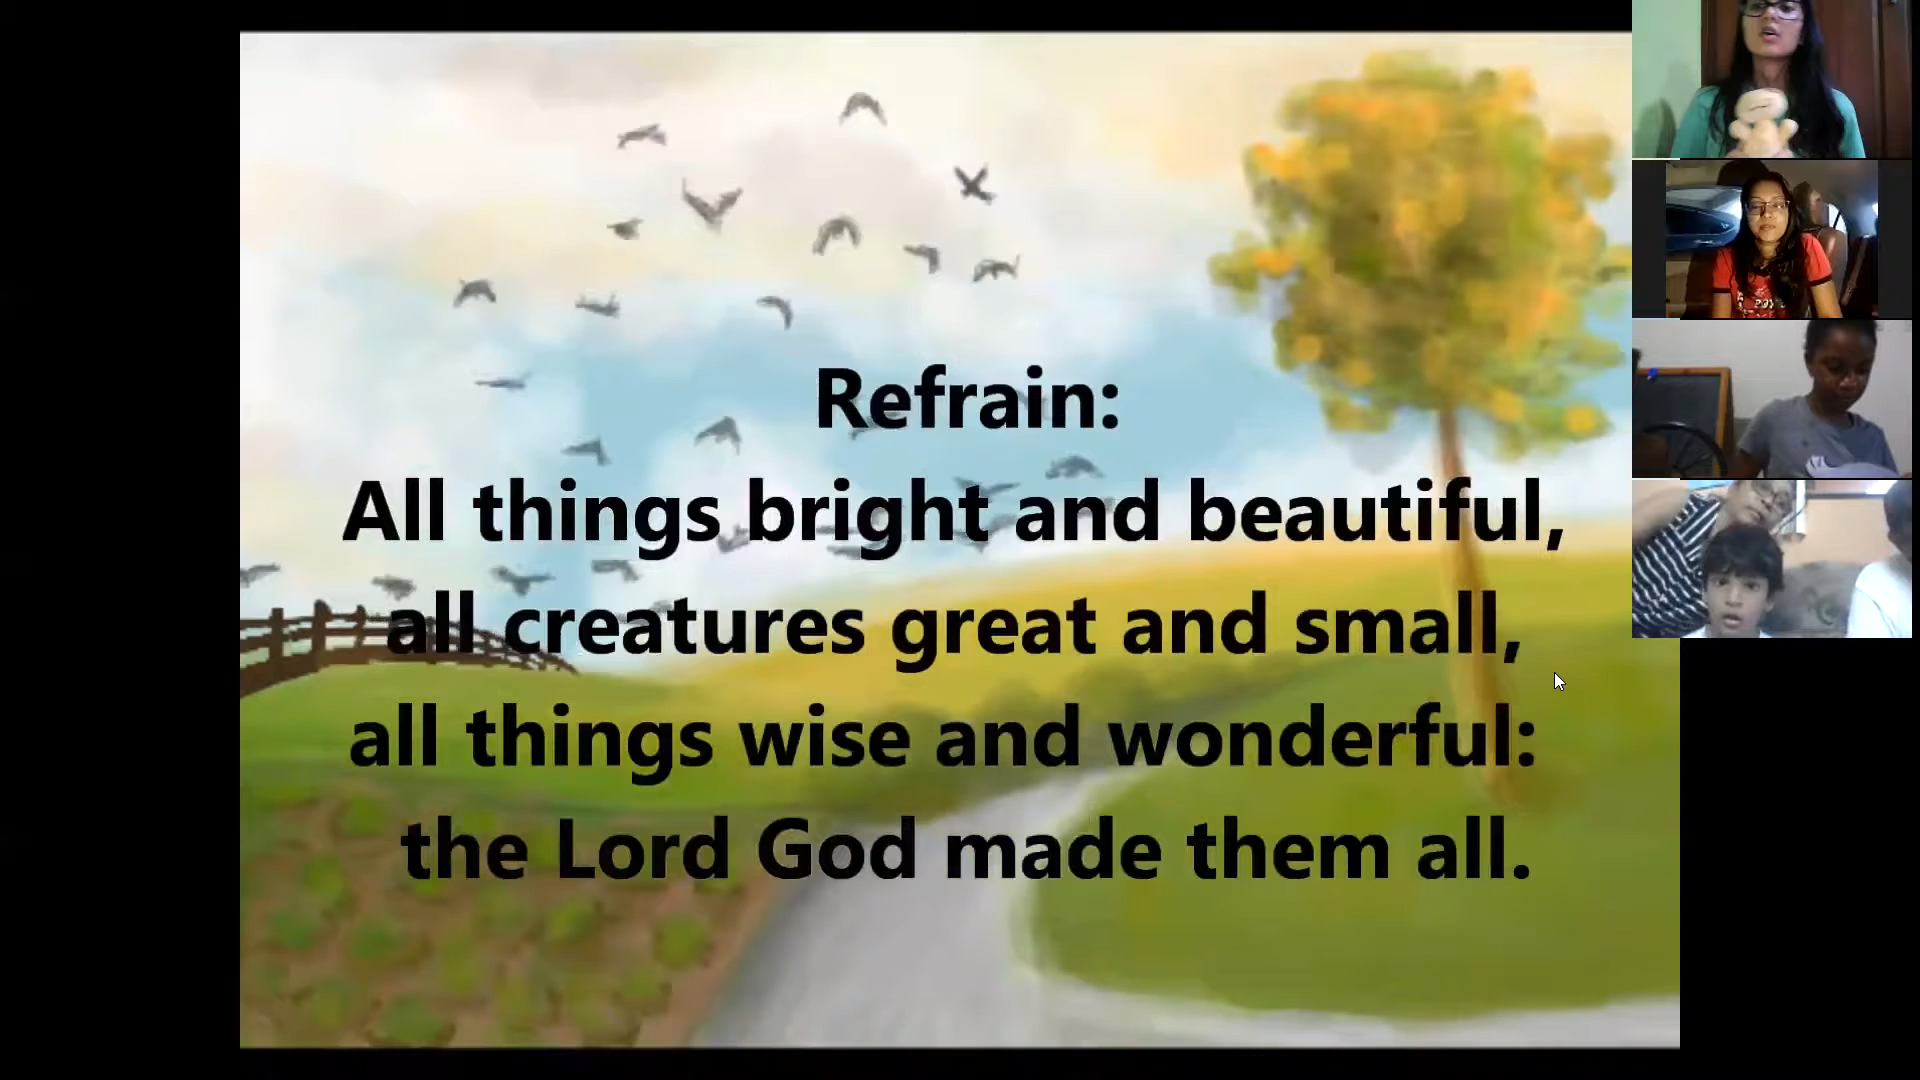 Refrain:
All things bright and beautiful,
all creatures great and small,
all things wise and wonderful:
the Lord God made them all.